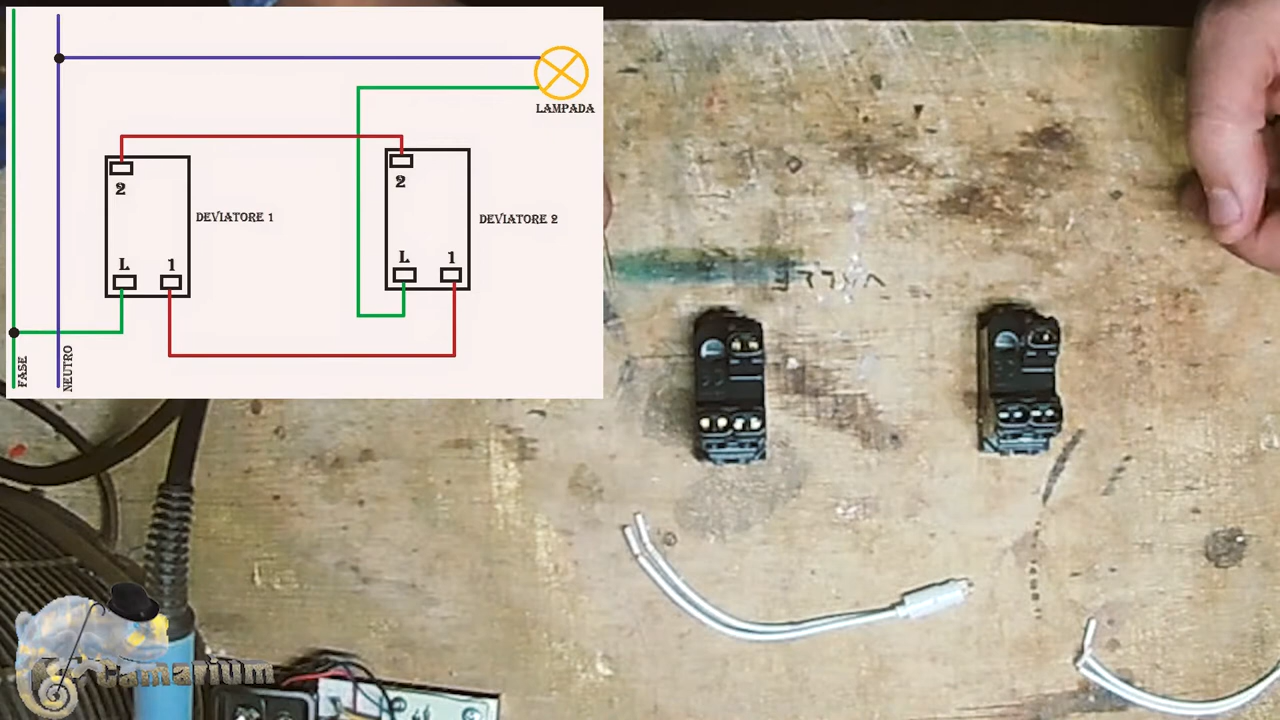 LAMPADA
2
2
DEVIATORE 1
DEVIATORE 2
L 1
L 1
FASE
NEUTRO
Camarium